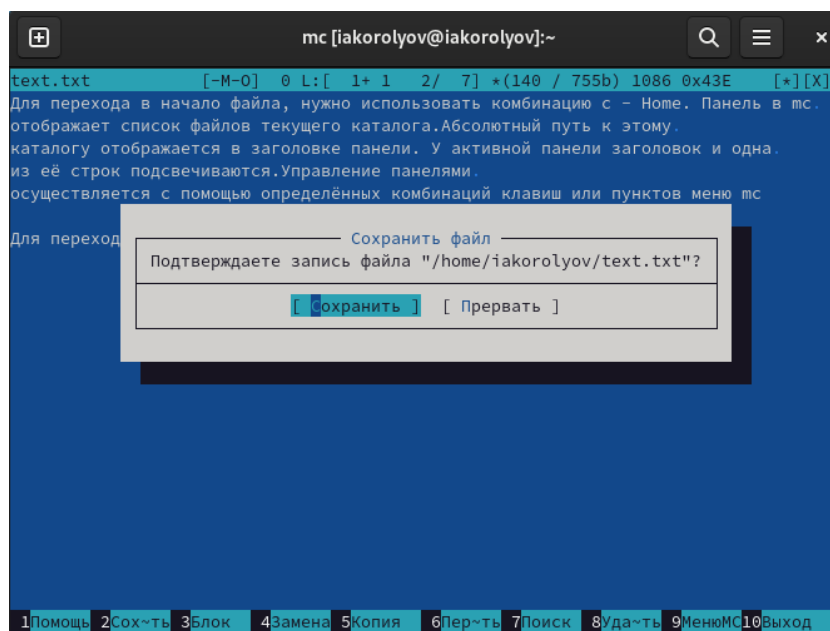 mc [iakorolyov@iakorolyov]:~
text.txt [-M-O] 0 L:[ 1+ 1 2/ 7] *(140 / 755b) 1086 0x43E [*][X]
Для перехода в начало файла, нужно использовать комбинацию с - Home. Панель в mc.
отображает список файлов текущего каталога.Абсолютный путь к этому.
каталогу отображается в заголовке панели. У активной панели заголовок и одна.
из её строк подсвечиваются.Управление панелями.
осуществляется с помощью определённых комбинаций клавиш или пунктов меню mc
Для переход
Сохранить файл
Подтверждаете запись файла "/home/iakorolyov/text.txt"?
[ Сохранить ] [ Прервать ]
1Помощь 2Сох~ть 3Блок 4Замена 5Копия 6Пер~ть 7Поиск 8Уда~ть 9МенюMC 10Выход